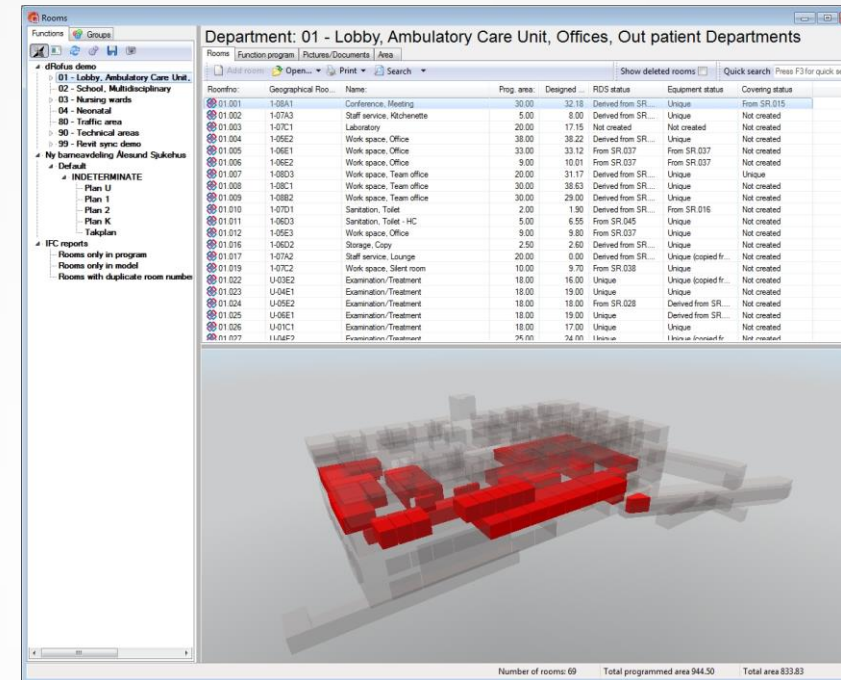 Rooms
Functions Groups
dRofus demo
01 - Lobby, Ambulatory Care Unit,
02 - School, Multidisciplinary
03 - Nursing wards
04 - Neonatal
80 - Traffic area
90 - Technical areas
99 - Revit sync demo
Ny barneavdeling Ålesund Sjukehus
Default
INDETERMINATE
Plan U
Plan 1
Plan 2
Plan K
Takplan
IFC reports
Rooms only in program
Rooms only in model
Rooms with duplicate room number
Department: 01 - Lobby, Ambulatory Care Unit, Offices, Out patient Departments
Rooms Function program Pictures/Documents Area
Add room Open... Print Search Show deleted rooms Quick search Press F3 for quick se
Roomfno: Geographical Roo... Name: Prog. area: Designed ... RDS status Equipment status Covering status
01.001 1-08A1 Conference, Meeting 30.00 32.18 Derived from SR.... Unique From SR.015
01.002 1-07A3 Staff service, Kitchenette 5.00 8.00 Derived from SR.... Unique Not created
01.003 1-07C1 Laboratory 20.00 17.15 Not created Not created Not created
01.004 1-05E2 Work space, Office 38.00 38.22 Derived from SR.... Unique Not created
01.005 1-06E1 Work space, Office 33.00 33.12 From SR.037 From SR.037 Not created
01.006 1-06E2 Work space, Office 9.00 10.01 From SR.037 From SR.037 Not created
01.007 1-08D3 Work space, Team office 20.00 31.17 Derived from SR.... Unique Unique
01.008 1-08C1 Work space, Team office 30.00 38.63 Derived from SR.... Unique Not created
01.009 1-08B2 Work space, Team office 30.00 29.00 Derived from SR.... Unique Not created
01.010 1-07D1 Sanitation, Toilet 2.00 1.90 Derived from SR.... From SR.016 Not created
01.011 1-06D3 Sanitation, Toilet - HC 5.00 6.55 From SR.045 Unique Not created
01.012 1-05E3 Work space, Office 9.00 9.80 From SR.037 Unique Not created
01.016 1-06D2 Storage, Copy 2.50 2.60 Derived from SR.... Unique Not created
01.017 1-07A2 Staff service, Lounge 20.00 0.00 Derived from SR.... Unique (copied fr... Not created
01.019 1-07C2 Work space, Silent room 10.00 9.70 From SR.038 Unique Not created
01.022 U-03E2 Examination/Treatment 18.00 16.00 Unique Unique (copied fr... Not created
01.023 U-04E1 Examination/Treatment 18.00 19.00 Unique Unique Not created
01.024 U-05E2 Examination/Treatment 18.00 18.00 From SR.028 Derived from SR.... Not created
01.025 U-06E1 Examination/Treatment 18.00 19.00 Unique Derived from SR.... Not created
01.026 U-01C1 Examination/Treatment 18.00 17.00 Unique Unique Not created
01.027 U-04F2 Examination/Treatment 25.00 24.00 Unique Unique (copied fr... Not created
Number of rooms: 69 Total programmed area 944.50 Total area 833.83